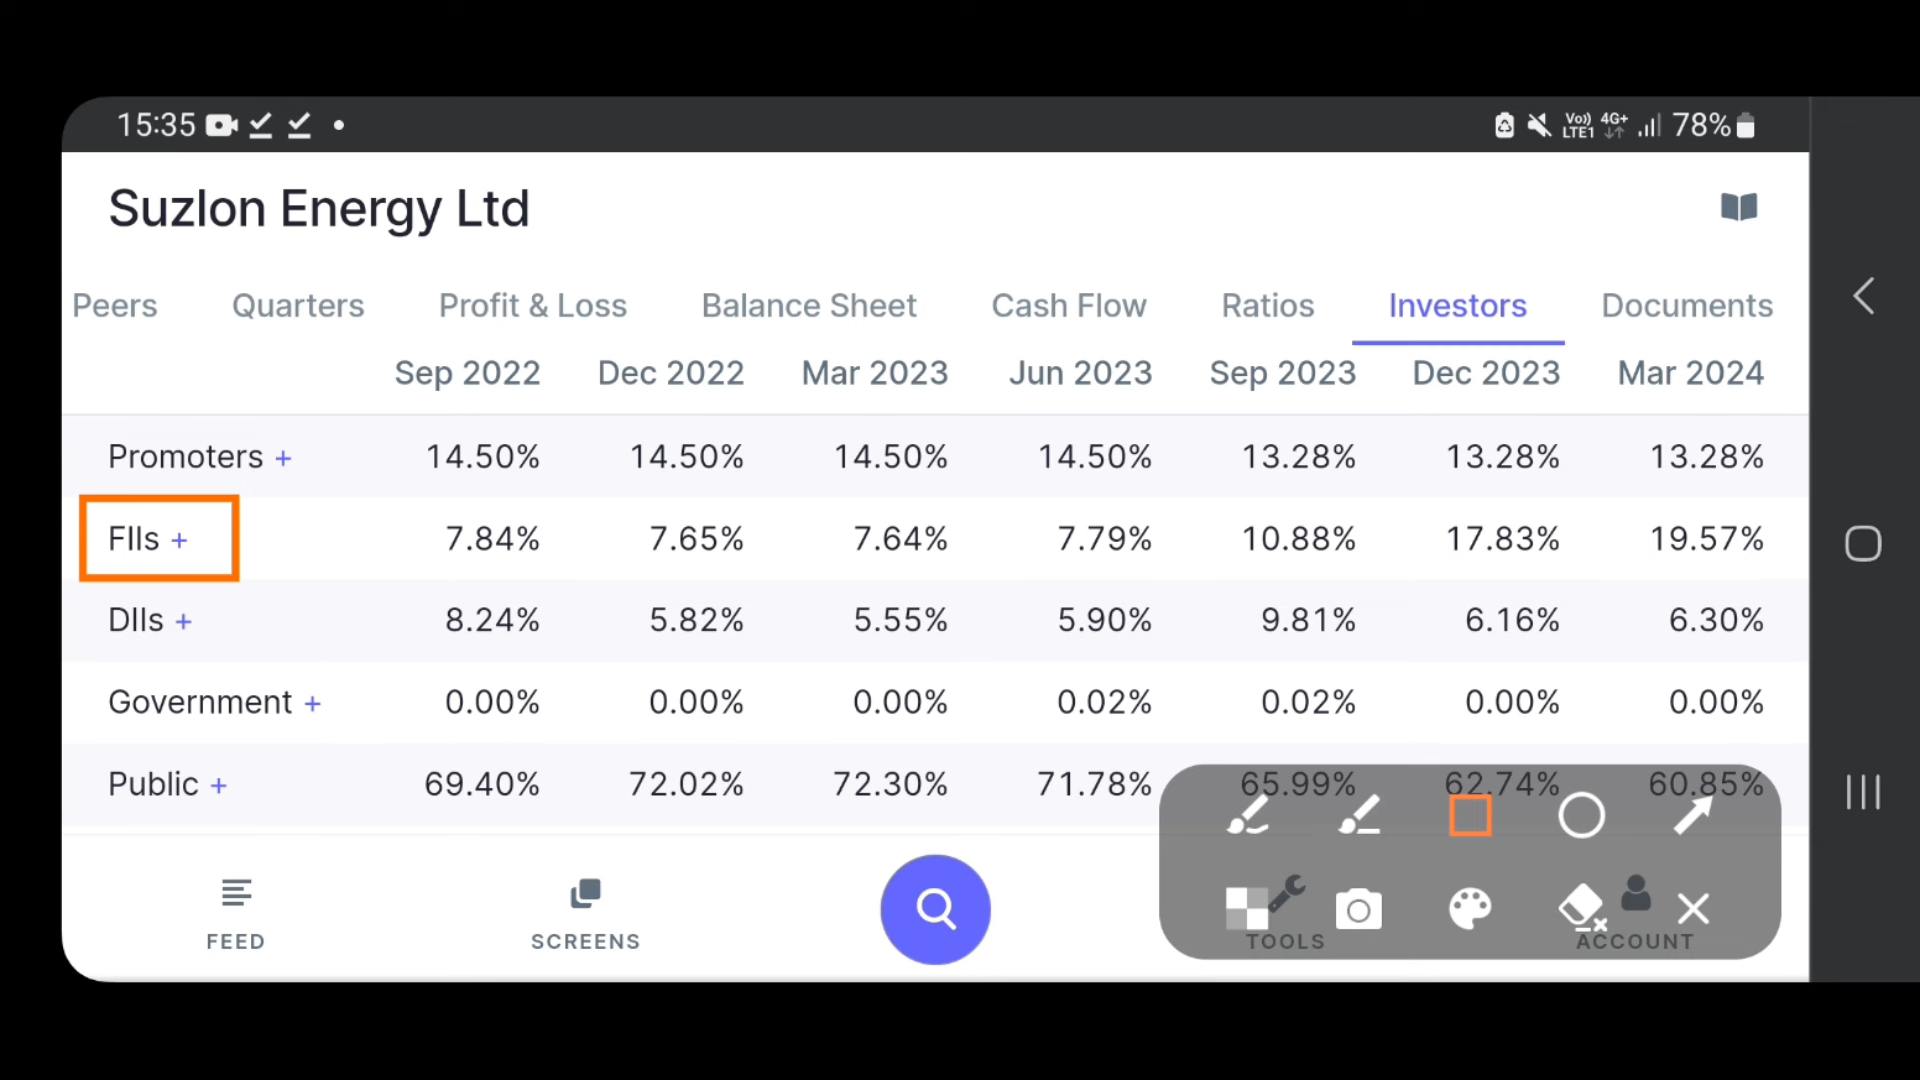 15:35 Vo)) LTE1 4G+ 78%
Suzlon Energy Ltd
Peers Quarters Profit & Loss Balance Sheet Cash Flow Ratios Investors Documents
Sep 2022 Dec 2022 Mar 2023 Jun 2023 Sep 2023 Dec 2023 Mar 2024
Promoters + 14.50% 14.50% 14.50% 14.50% 13.28% 13.28% 13.28%
FIIs + 7.84% 7.65% 7.64% 7.79% 10.88% 17.83% 19.57%
DIIs + 8.24% 5.82% 5.55% 5.90% 9.81% 6.16% 6.30%
Government + 0.00% 0.00% 0.00% 0.02% 0.02% 0.00% 0.00%
Public + 69.40% 72.02% 72.30% 71.78% 65.99% 62.74% 60.85%
FEED SCREENS TOOLS ACCOUNT